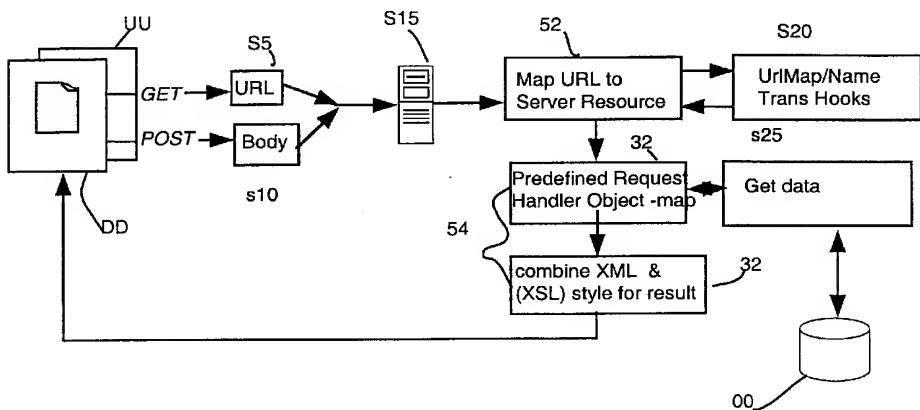 UU
S5
S15
52
S20
GET
URL
Map URL to
Server Resource
UrlMap/Name
Trans Hooks
POST
Body
s25
s10
32
Predefined Request
Handler Object -map
Get data
DD
54
combine XML &
(XSL) style for result
32
00